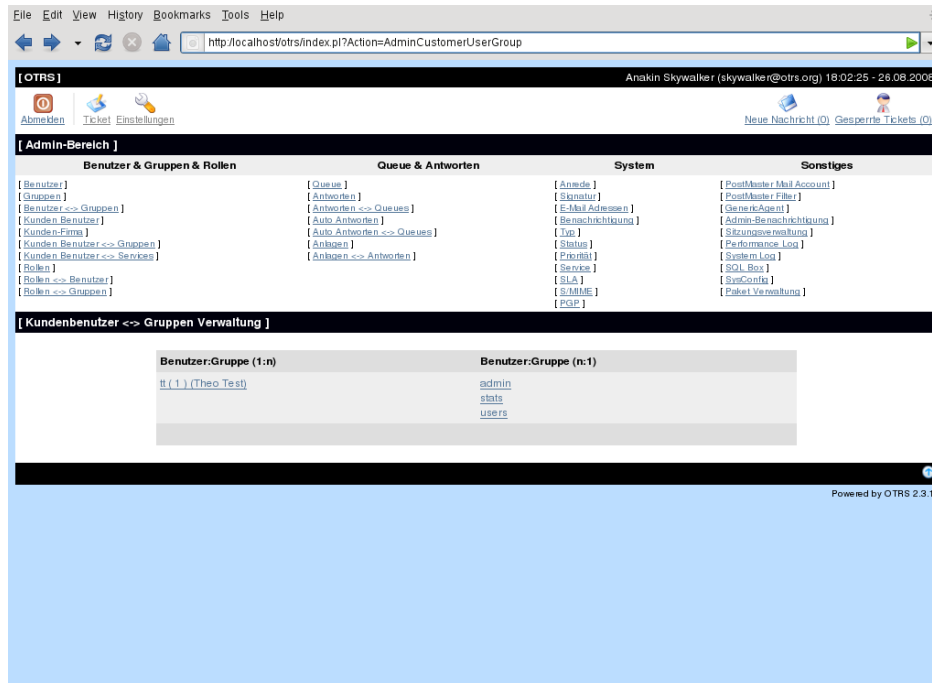 File Edit View History Bookmarks Tools Help
http://localhost/otrs/index.pl?Action=AdminCustomerUserGroup
[ OTRS ] Anakin Skywalker (skywalker@otrs.org) 18:02:25 - 26.08.2008
Abmelden Ticket Einstellungen Neue Nachricht (0) Gesperrte Tickets (0)
[ Admin-Bereich ]
Benutzer & Gruppen & Rollen Queue & Antworten System Sonstiges
[ Benutzer ] [ Queue ] [ Anrede ] [ PostMaster Mail Account ]
[ Gruppen ] [ Antworten ] [ Signatur ] [ PostMaster Filter ]
[ Benutzer <-> Gruppen ] [ Antworten <-> Queues ] [ E-Mail Adressen ] [ GenericAgent ]
[ Kunden Benutzer ] [ Auto Antworten ] [ Benachrichtigung ] [ Admin-Benachrichtigung ]
[ Kunden-Firma ] [ Auto Antworten <-> Queues ] [ Typ ] [ Sitzungsverwaltung ]
[ Kunden Benutzer <-> Gruppen ] [ Anlagen ] [ Status ] [ Performance Log ]
[ Kunden Benutzer <-> Services ] [ Anlagen <-> Antworten ] [ Priorität ] [ System Log ]
[ Rollen ] [ Service ] [ SQL Box ]
[ Rollen <-> Benutzer ] [ SLA ] [ SysConfig ]
[ Rollen <-> Gruppen ] [ S/MIME ] [ Paket Verwaltung ]
[ PGP ]
[ Kundenbenutzer <-> Gruppen Verwaltung ]
Benutzer:Gruppe (1:n) Benutzer:Gruppe (n:1)
tt ( 1 ) (Theo Test) admin
stats
users
Powered by OTRS 2.3.1